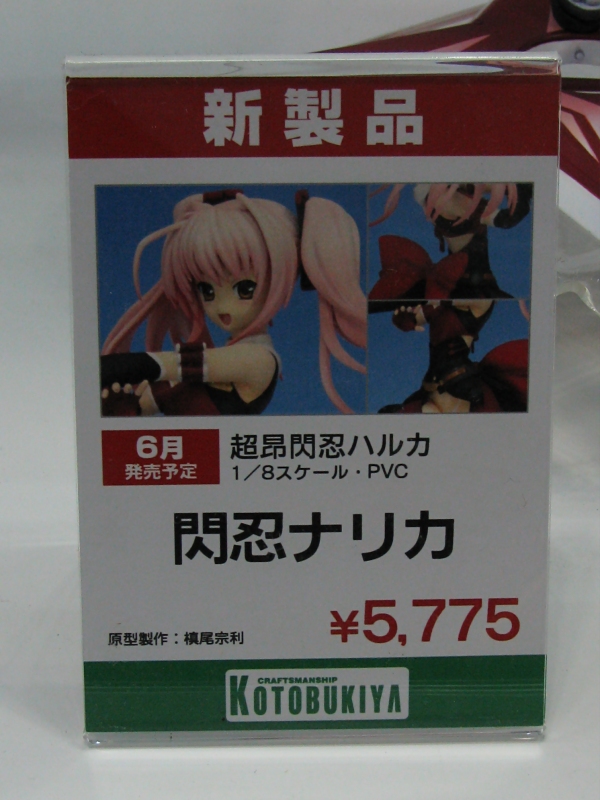 新製品
6月
発売予定
超昂閃忍ハルカ
1/8スケール・PVC
閃忍ナリカ
¥5,775
原型製作:槙尾宗利
CRAFTSMANSHIP
KOTOBUKIYA